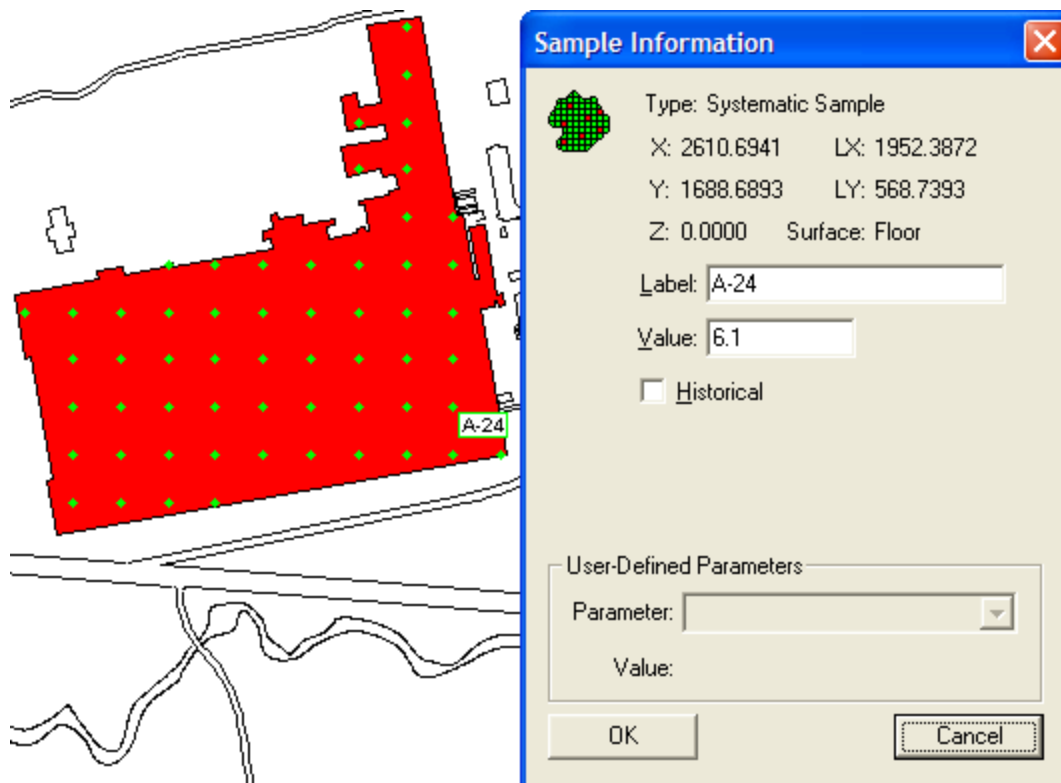 A-24
Sample Information
Type: Systematic Sample
X: 2610.6941 LX: 1952.3872
Y: 1688.6893 LY: 568.7393
Z: 0.0000 Surface: Floor
Label: A-24
Value: 6.1
Historical
User-Defined Parameters
Parameter:
Value:
OK Cancel